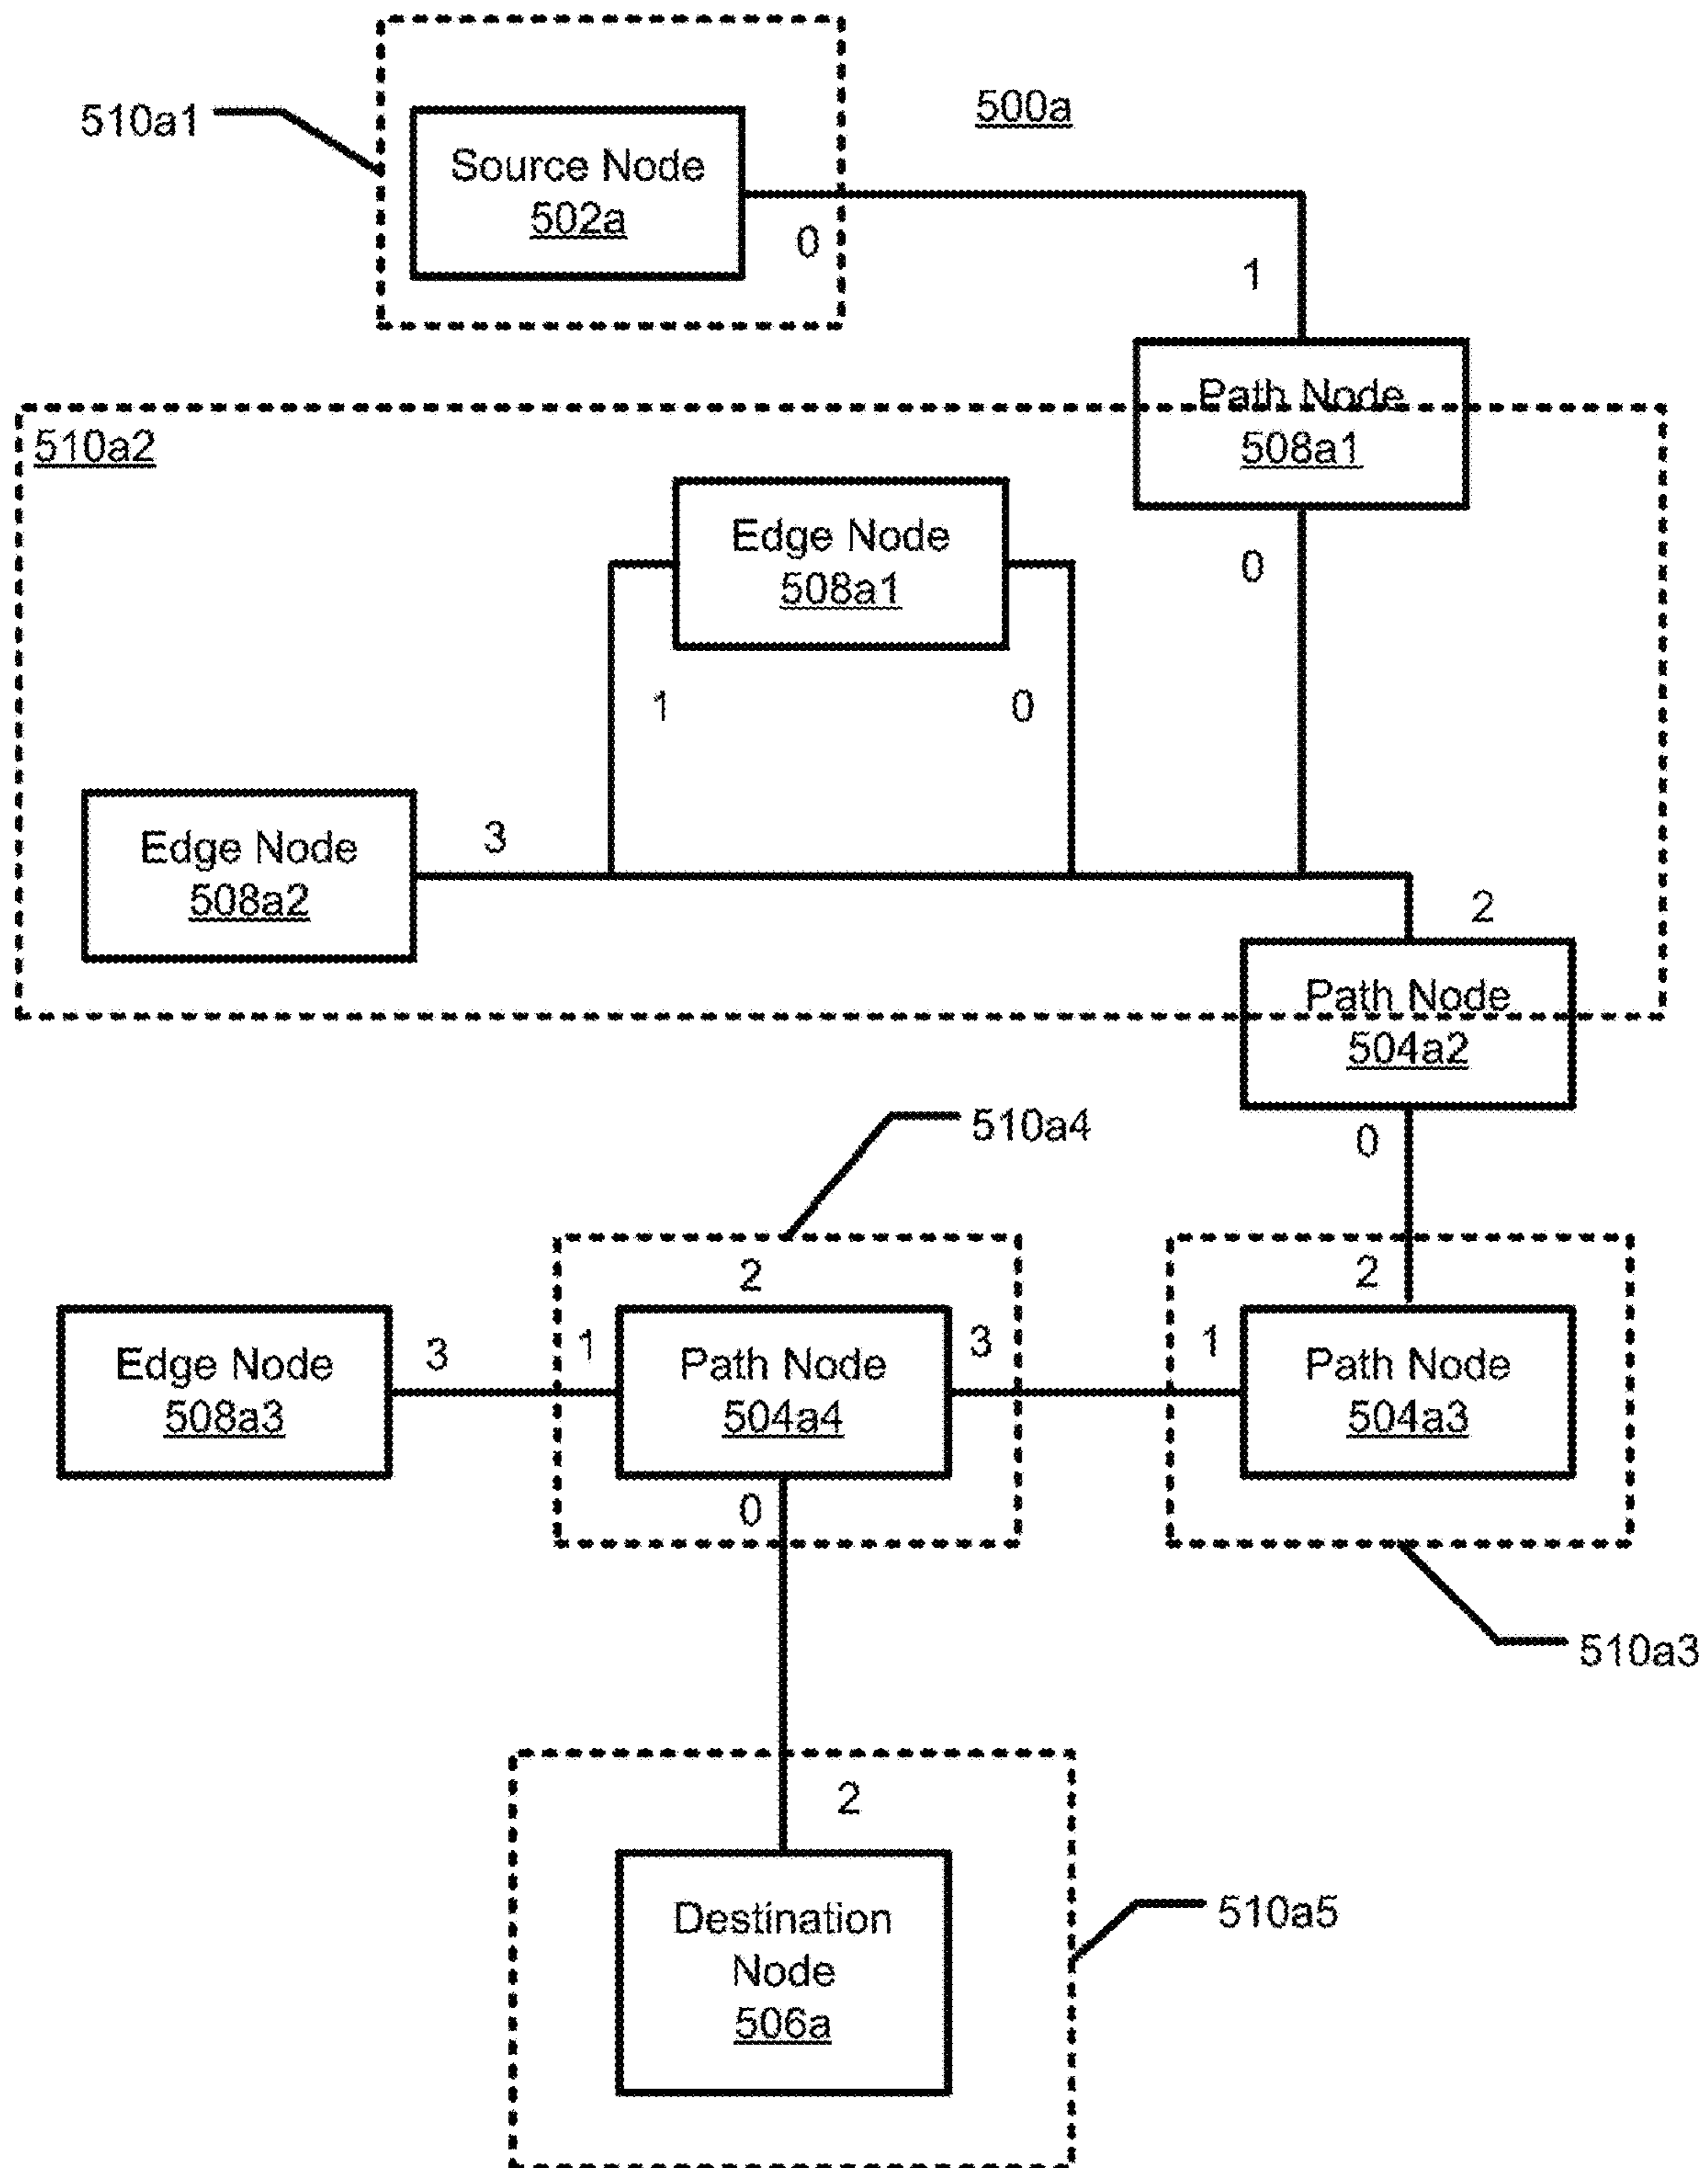 500a
510a1
Source Node
502a
0
1
Path Node
508a1
510a2
Edge Node
508a1
0
1
0
Edge Node
508a2
3
2
Path Node
504a2
0
510a4
2
2
Edge Node
508a3
3
1
Path Node
504a4
3
1
Path Node
504a3
0
510a3
2
Destination
Node
506a
510a5